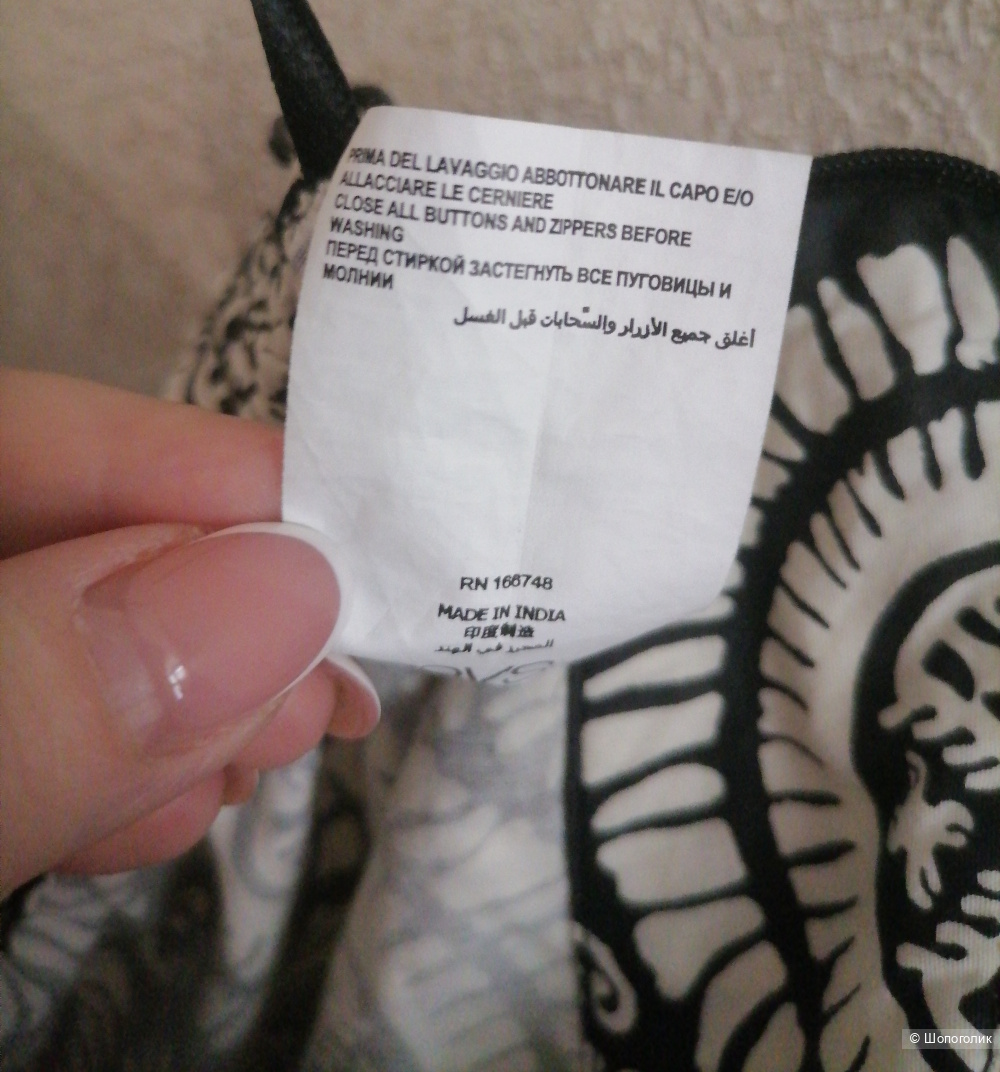 PRIMA DEL LAVAGGIO ABBOTTONARE IL CAPO E/O
ALLACCIARE LE CERNIERE
CLOSE ALL BUTTONS AND ZIPPERS BEFORE
WASHING
ПЕРЕД СТИРКОЙ ЗАСТЕГНУТЬ ВСЕ ПУГОВИЦЫ И
МОЛНИИ
أغلق جميع الأزرار والسّحابات قبل الغسل
RN 166748
MADE IN INDIA
印度制造
© Шопоголик